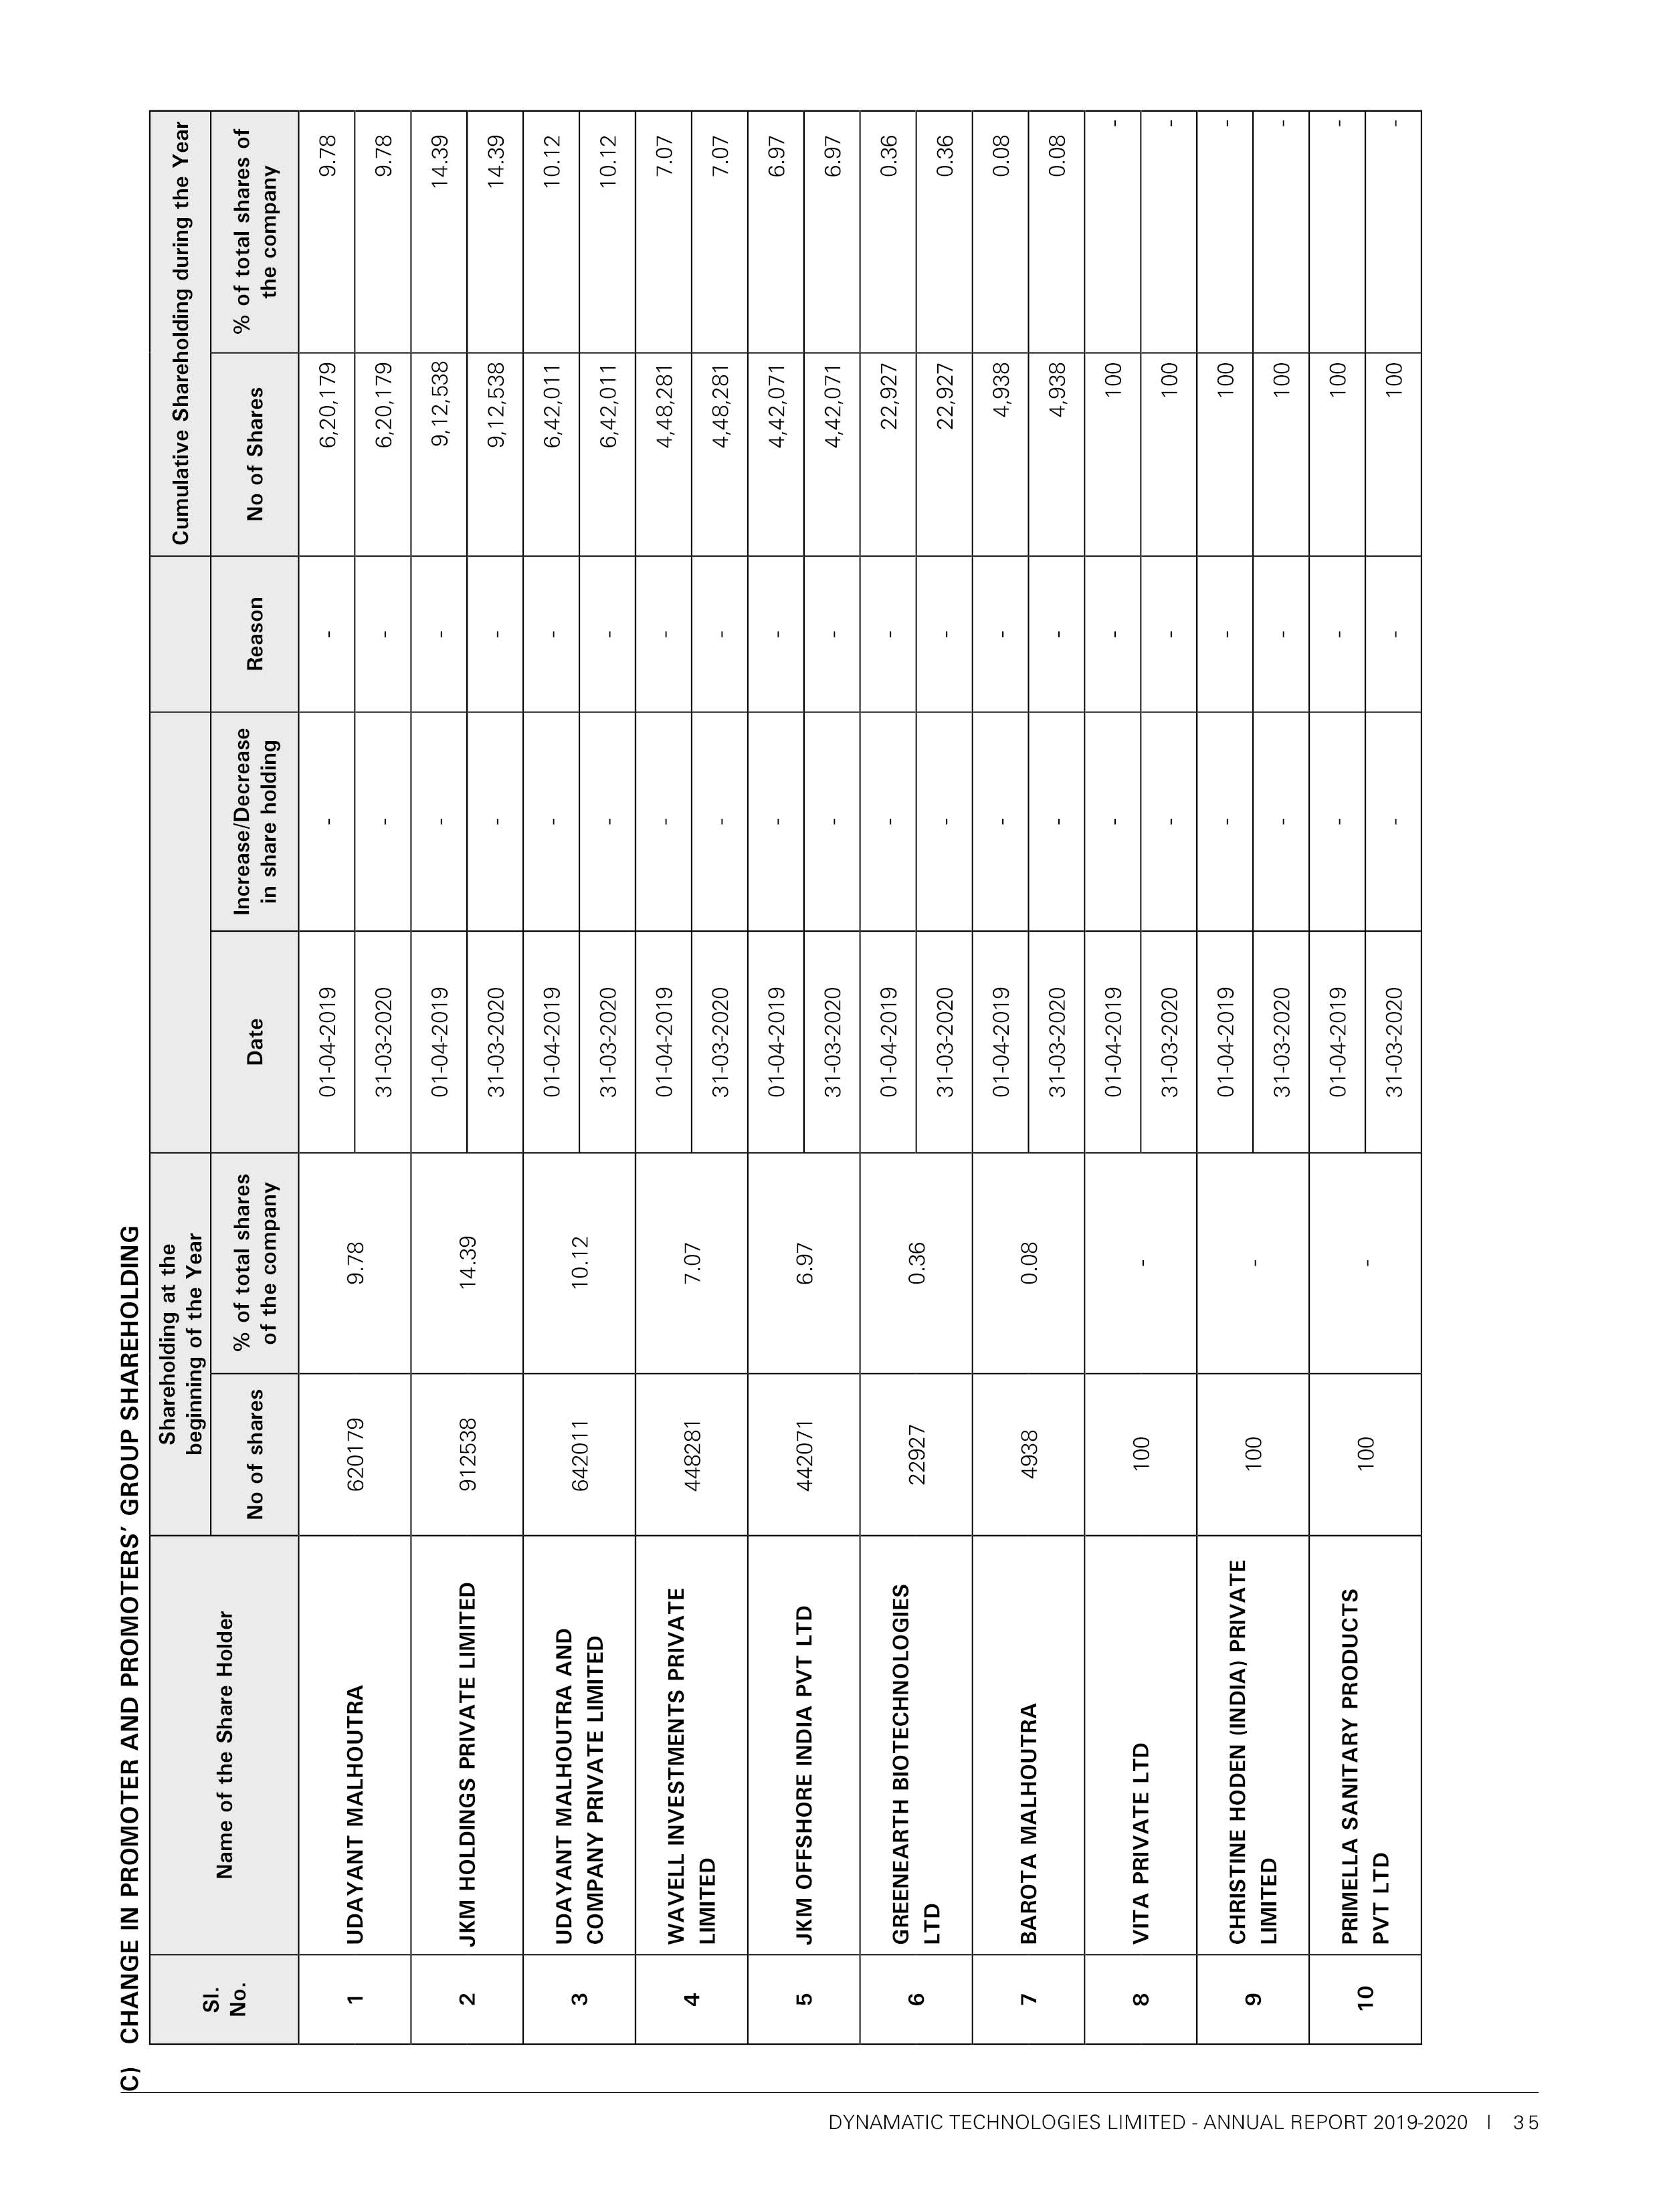 C) CHANGE IN PROMOTER AND PROMOTERS' GROUP SHAREHOLDING
Sl. No. | Name of the Share Holder | Shareholding at the beginning of the Year | Cumulative Shareholding during the Year
No of shares | % of total shares of the company | Date | Increase/Decrease in share holding | Reason | No of Shares | % of total shares of the company
1 UDAYANT MALHOUTRA 620179 9.78 01-04-2019 - - 6,20,179 9.78
31-03-2020 - - 6,20,179 9.78
2 JKM HOLDINGS PRIVATE LIMITED 912538 14.39 01-04-2019 - - 9,12,538 14.39
31-03-2020 - - 9,12,538 14.39
3 UDAYANT MALHOUTRA AND COMPANY PRIVATE LIMITED 642011 10.12 01-04-2019 - - 6,42,011 10.12
31-03-2020 - - 6,42,011 10.12
4 WAVELL INVESTMENTS PRIVATE LIMITED 448281 7.07 01-04-2019 - - 4,48,281 7.07
31-03-2020 - - 4,48,281 7.07
5 JKM OFFSHORE INDIA PVT LTD 442071 6.97 01-04-2019 - - 4,42,071 6.97
31-03-2020 - - 4,42,071 6.97
6 GREENEARTH BIOTECHNOLOGIES LTD 22927 0.36 01-04-2019 - - 22,927 0.36
31-03-2020 - - 22,927 0.36
7 BAROTA MALHOUTRA 4938 0.08 01-04-2019 - - 4,938 0.08
31-03-2020 - - 4,938 0.08
8 VITA PRIVATE LTD 100 - 01-04-2019 - - 100 -
31-03-2020 - - 100 -
9 CHRISTINE HODEN (INDIA) PRIVATE LIMITED 100 - 01-04-2019 - - 100 -
31-03-2020 - - 100 -
10 PRIMELLA SANITARY PRODUCTS PVT LTD 100 - 01-04-2019 - - 100 -
31-03-2020 - - 100 -
DYNAMATIC TECHNOLOGIES LIMITED - ANNUAL REPORT 2019-2020 I 35